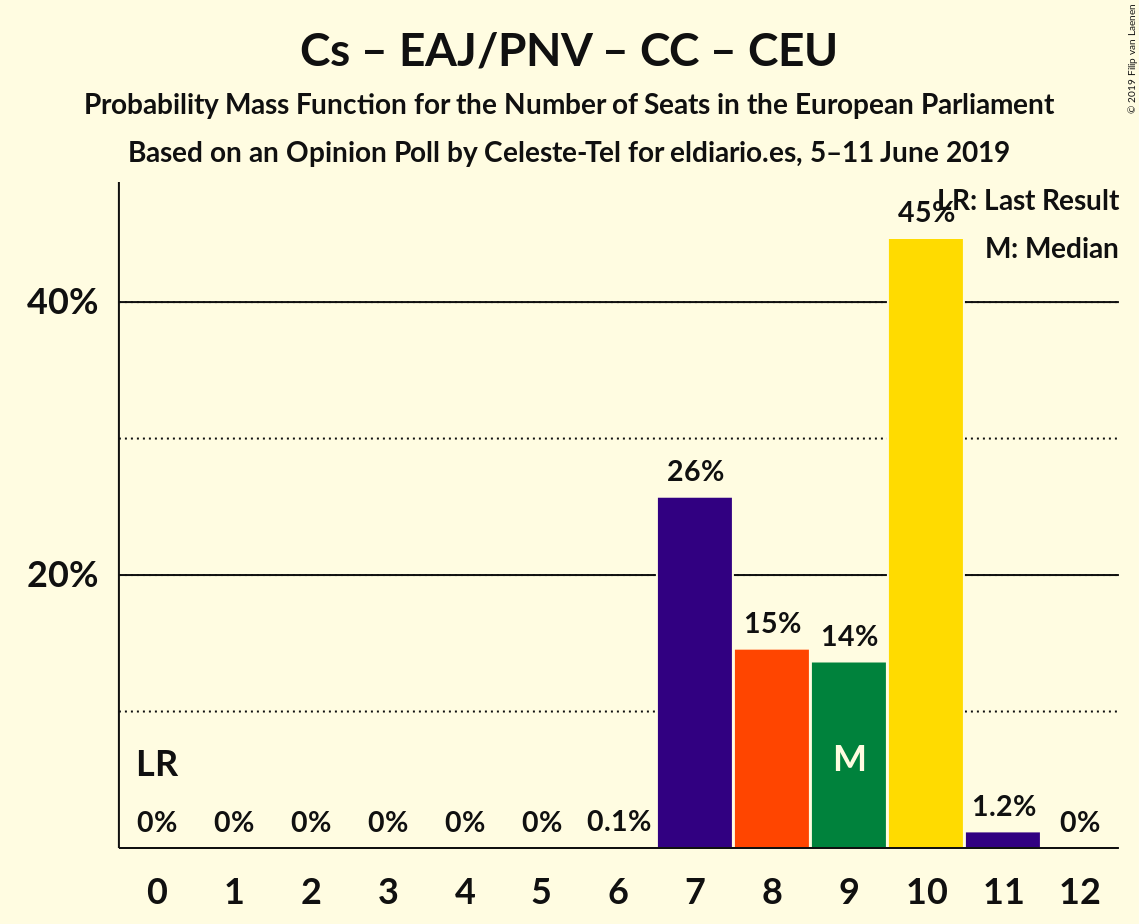 Cs – EAJ/PNV – CC – CEU
Probability Mass Function for the Number of Seats in the European Parliament
Based on an Opinion Poll by Celeste-Tel for eldiario.es, 5–11 June 2019
© 2019 Filip van Laenen
LR: Last Result
M: Median
45%
40%
26%
20%
15%
14%
M
LR
0% 0% 0% 0% 0% 0% 0.1% 1.2% 0%
0 1 2 3 4 5 6 7 8 9 10 11 12